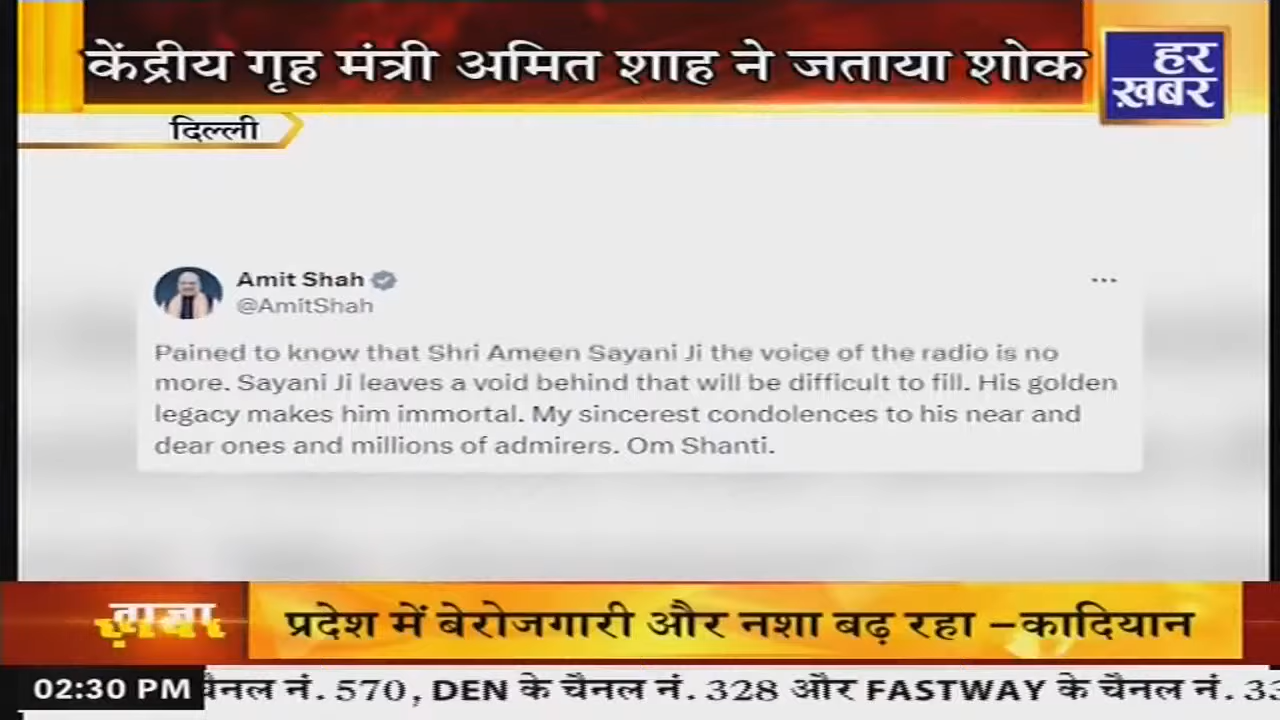 केंद्रीय गृह मंत्री अमित शाह ने जताया शोक
हर
ख़बर
दिल्ली
Amit Shah
@AmitShah
Pained to know that Shri Ameen Sayani Ji the voice of the radio is no
more. Sayani Ji leaves a void behind that will be difficult to fill. His golden
legacy makes him immortal. My sincerest condolences to his near and
dear ones and millions of admirers. Om Shanti.
प्रदेश में बेरोजगारी और नशा बढ़ रहा –कादियान
02:30 PM
चैनल नं. 570, DEN के चैनल नं. 328 और FASTWAY के चैनल नं.